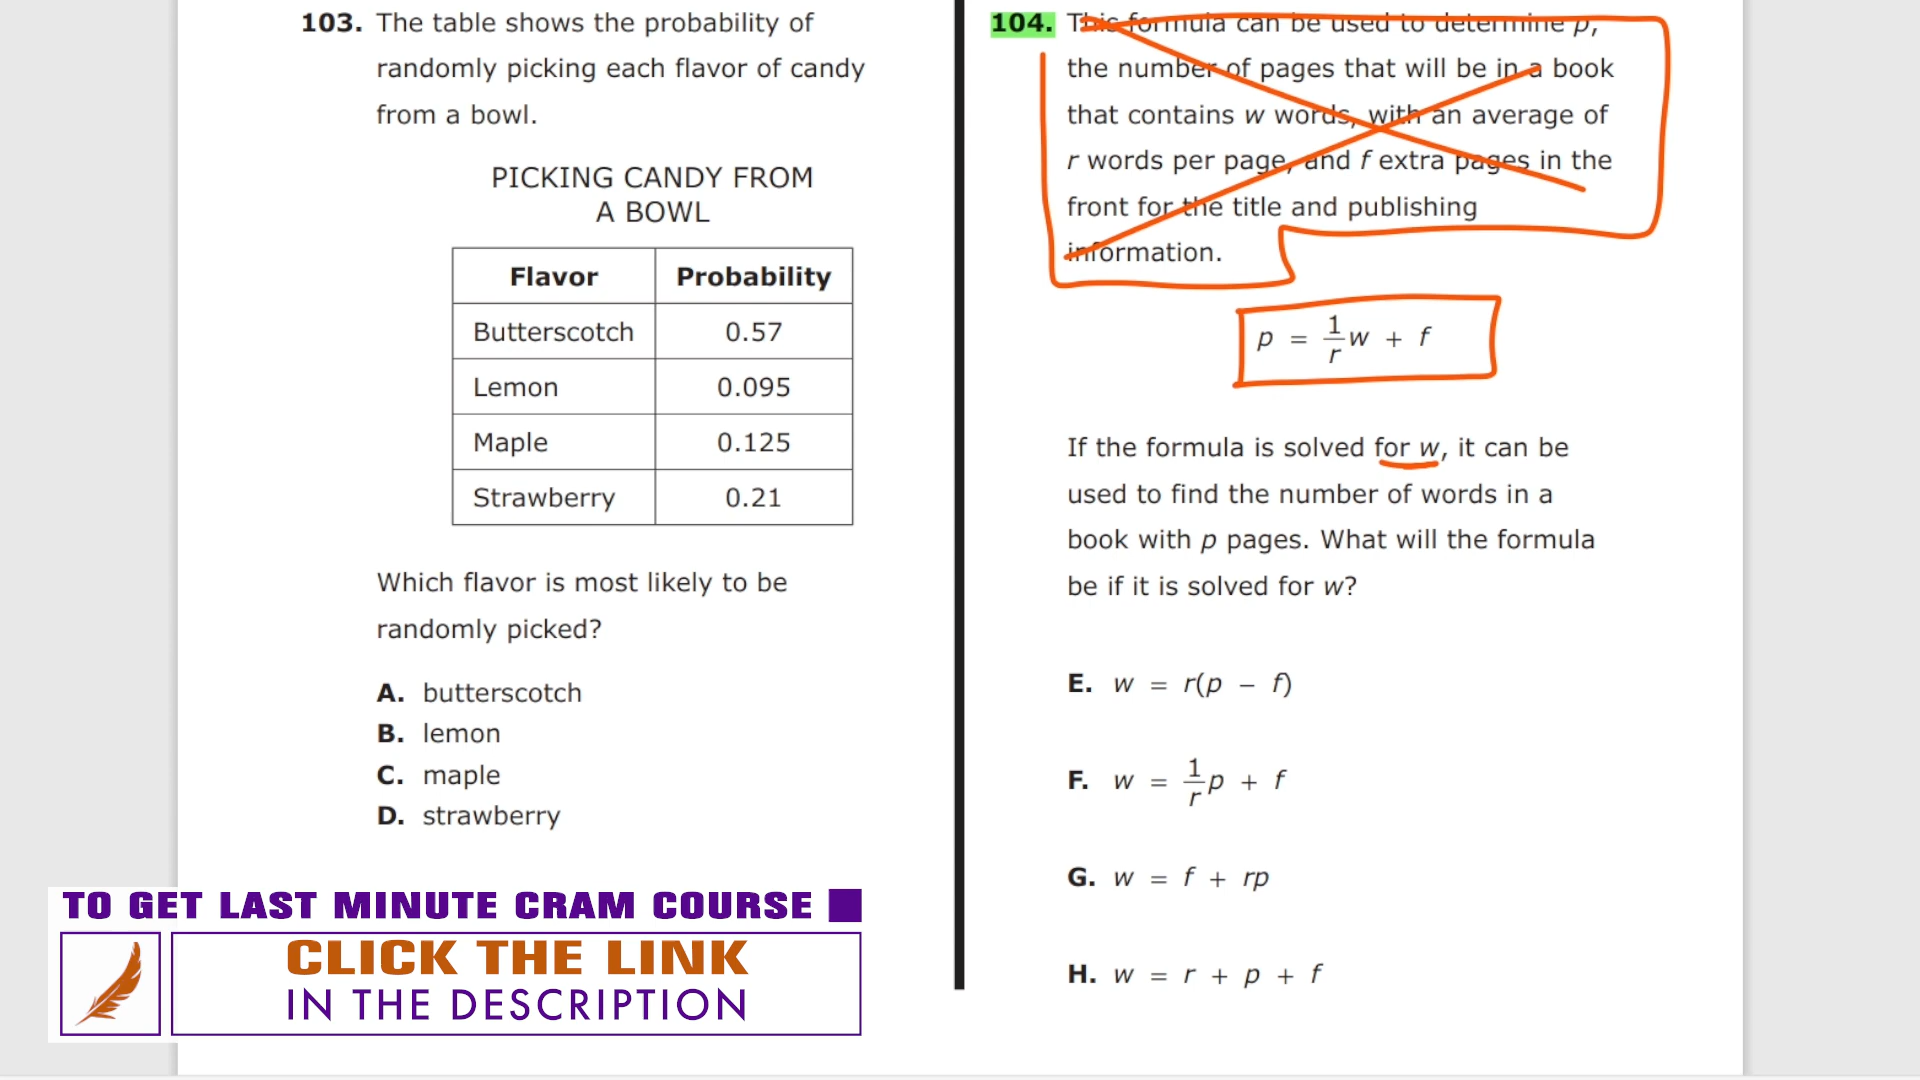 103. The table shows the probability of
randomly picking each flavor of candy
from a bowl.
PICKING CANDY FROM
A BOWL
Flavor Probability
Butterscotch 0.57
Lemon 0.095
Maple 0.125
Strawberry 0.21
Which flavor is most likely to be
randomly picked?
A. butterscotch
B. lemon
C. maple
D. strawberry
104. This formula can be used to determine p,
the number of pages that will be in a book
that contains w words, with an average of
r words per page, and f extra pages in the
front for the title and publishing
information.
p = 1/r w + f
If the formula is solved for w, it can be
used to find the number of words in a
book with p pages. What will the formula
be if it is solved for w?
E. w = r(p − f)
F. w = 1/r p + f
G. w = f + rp
H. w = r + p + f
TO GET LAST MINUTE CRAM COURSE
CLICK THE LINK
IN THE DESCRIPTION